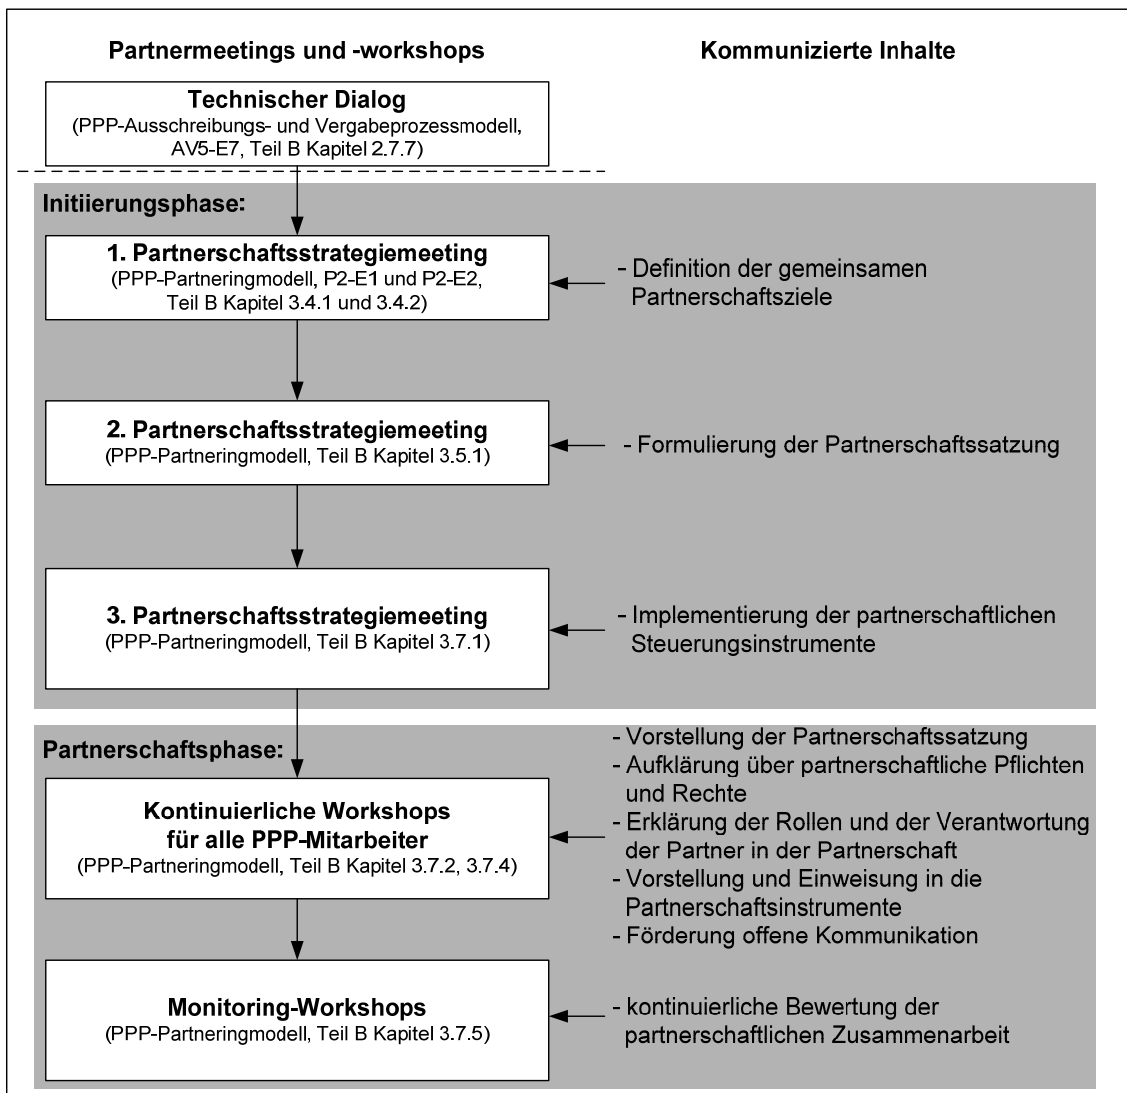 Partnermeetings und -workshops
Kommunizierte Inhalte
Technischer Dialog
(PPP-Ausschreibungs- und Vergabeprozessmodell,
AV5-E7, Teil B Kapitel 2.7.7)
Initiierungsphase:
1. Partnerschaftsstrategiemeeting
(PPP-Partneringmodell, P2-E1 und P2-E2,
Teil B Kapitel 3.4.1 und 3.4.2)
- Definition der gemeinsamen
Partnerschaftsziele
2. Partnerschaftsstrategiemeeting
(PPP-Partneringmodell, Teil B Kapitel 3.5.1)
- Formulierung der Partnerschaftssatzung
3. Partnerschaftsstrategiemeeting
(PPP-Partneringmodell, Teil B Kapitel 3.7.1)
- Implementierung der partnerschaftlichen
Steuerungsinstrumente
Partnerschaftsphase:
Kontinuierliche Workshops
für alle PPP-Mitarbeiter
(PPP-Partneringmodell, Teil B Kapitel 3.7.2, 3.7.4)
- Vorstellung der Partnerschaftssatzung
- Aufklärung über partnerschaftliche Pflichten
und Rechte
- Erklärung der Rollen und der Verantwortung
der Partner in der Partnerschaft
- Vorstellung und Einweisung in die
Partnerschaftsinstrumente
- Förderung offene Kommunikation
Monitoring-Workshops
(PPP-Partneringmodell, Teil B Kapitel 3.7.5)
- kontinuierliche Bewertung der
partnerschaftlichen Zusammenarbeit